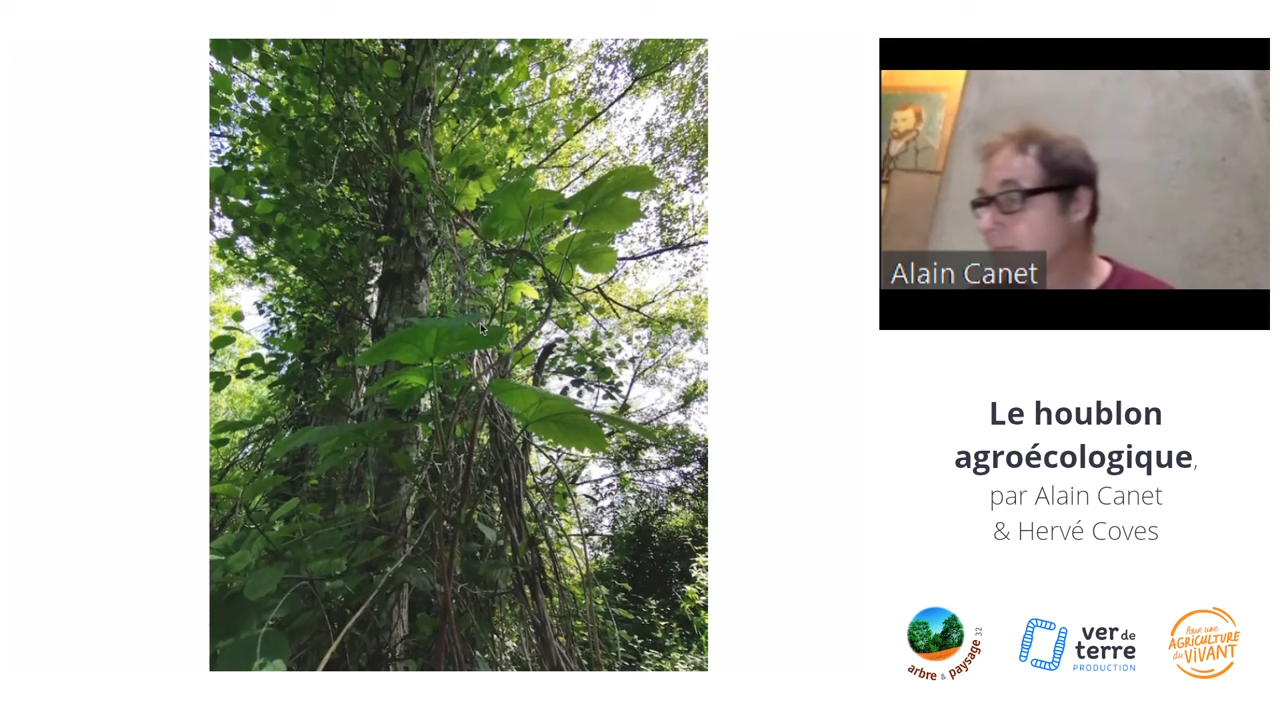 Alain Canet
Le houblon
agroécologique,
par Alain Canet
& Hervé Coves
arbre & paysage 32
ver de
terre
PRODUCTION
Pour une
AGRICULTURE
du ViVANT